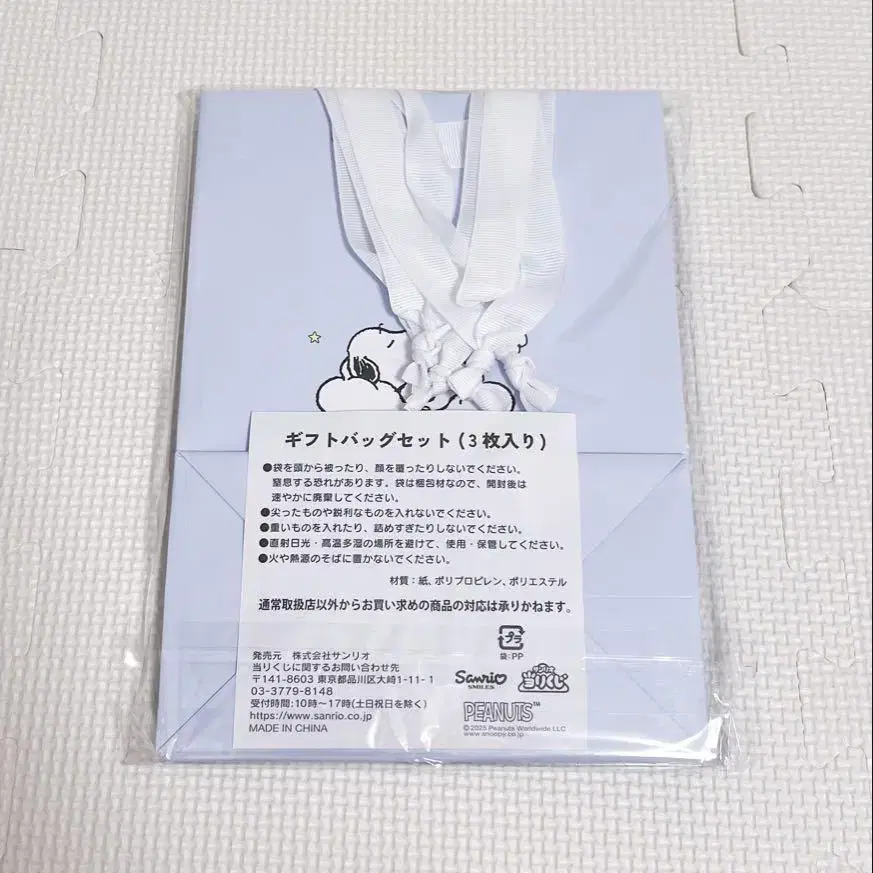 ギフトバッグセット(3枚入り)
●袋を頭から被ったり、顔を覆ったりしないでください。
窒息する恐れがあります。袋は梱包材なので、開封後は
速やかに廃棄してください。
●尖ったものや鋭利なものを入れないでください。
●重いものを入れたり、詰めすぎたりしないでください。
●直射日光・高温多湿の場所を避けて、使用・保管してください。
●火や熱源のそばに置かないでください。
材質:紙、ポリプロピレン、ポリエステル
通常取扱店以外からお買い求めの商品の対応は承りかねます。
プラ
袋:PP
発売元 株式会社サンリオ
当りくじに関するお問い合わせ先
〒141-8603 東京都品川区大崎1-11-1
03-3779-8148
受付時間:10時~17時(土日祝日を除く)
https://www.sanrio.co.jp
MADE IN CHINA
Sanrio
SMILES
サンリオ
当りくじ
PEANUTS™
©2025 Peanuts Worldwide LLC
www.snoopy.co.jp